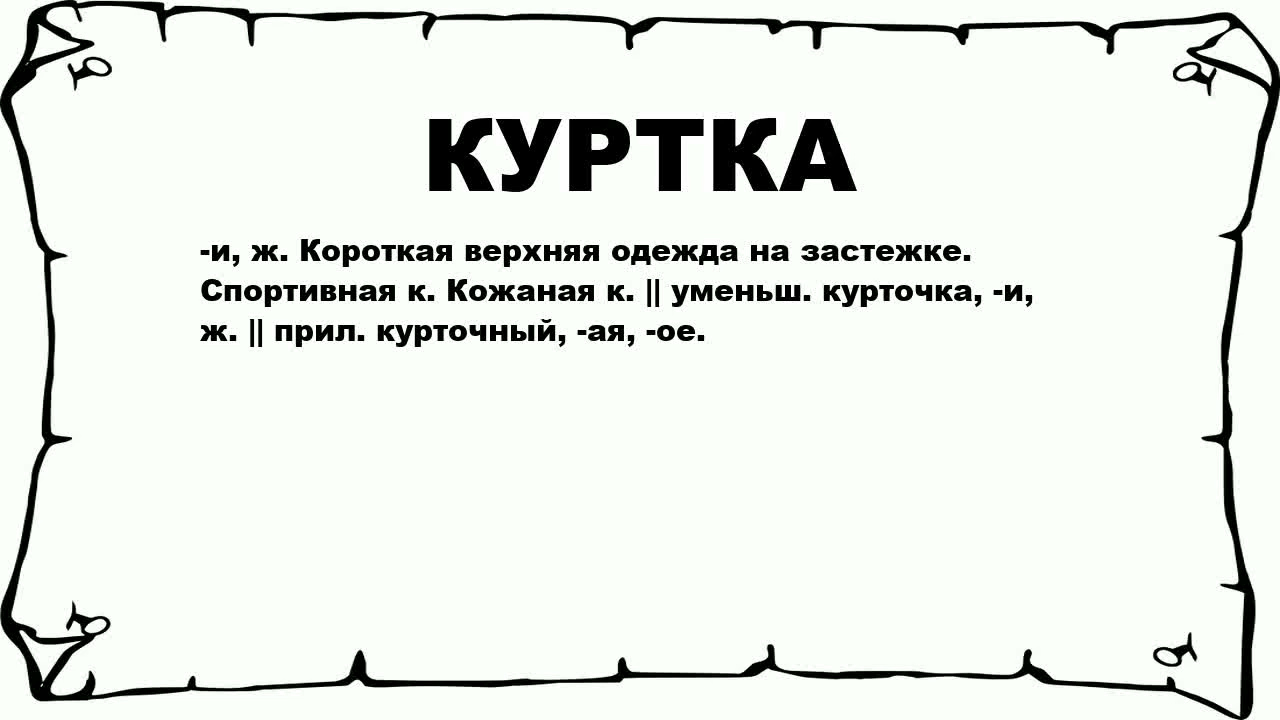 КУРТКА
-и, ж. Короткая верхняя одежда на застежке.
Спортивная к. Кожаная к. || уменьш. курточка, -и,
ж. || прил. курточный, -ая, -ое.